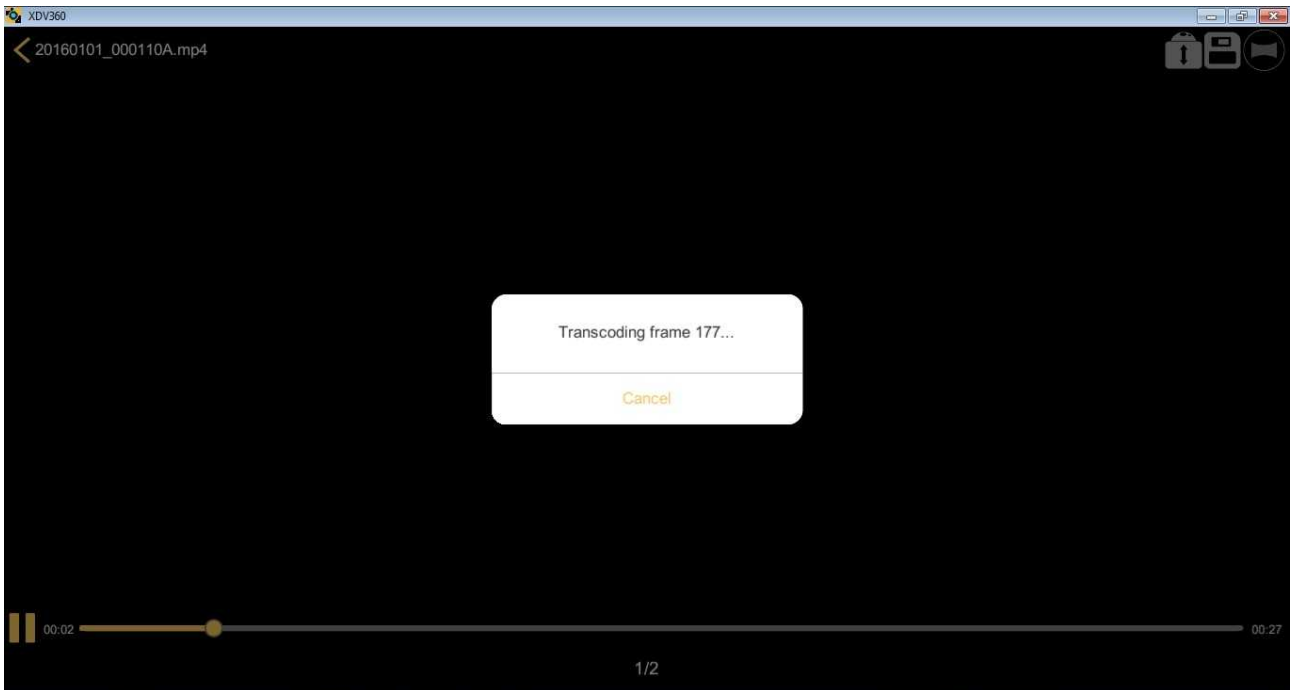 XDV360
20160101_000110A.mp4
Transcoding frame 177...
Cancel
00:02
00:27
1/2